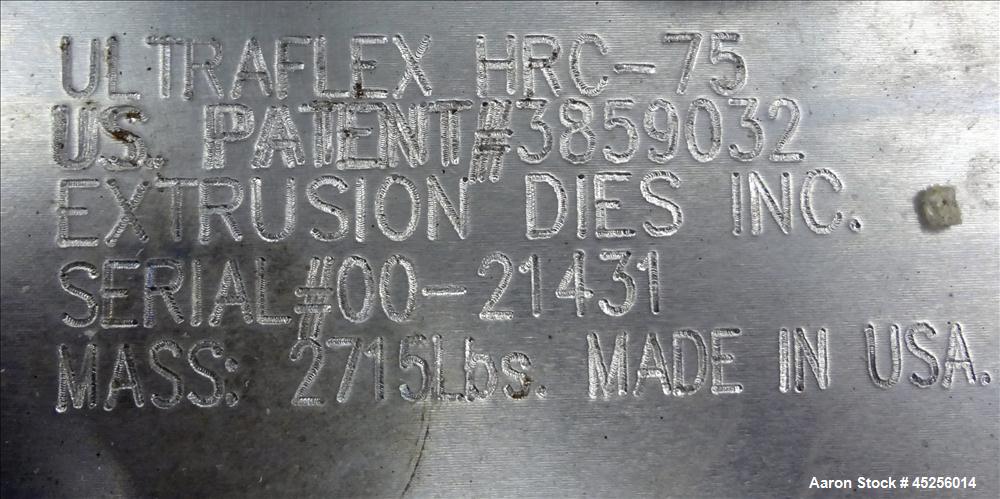 ULTRAFLEX HRC-75
U.S. PATENT#3859032
EXTRUSION DIES INC.
SERIAL#00-21431
MASS: 2715Lbs. MADE IN USA.
Aaron Stock # 45256014